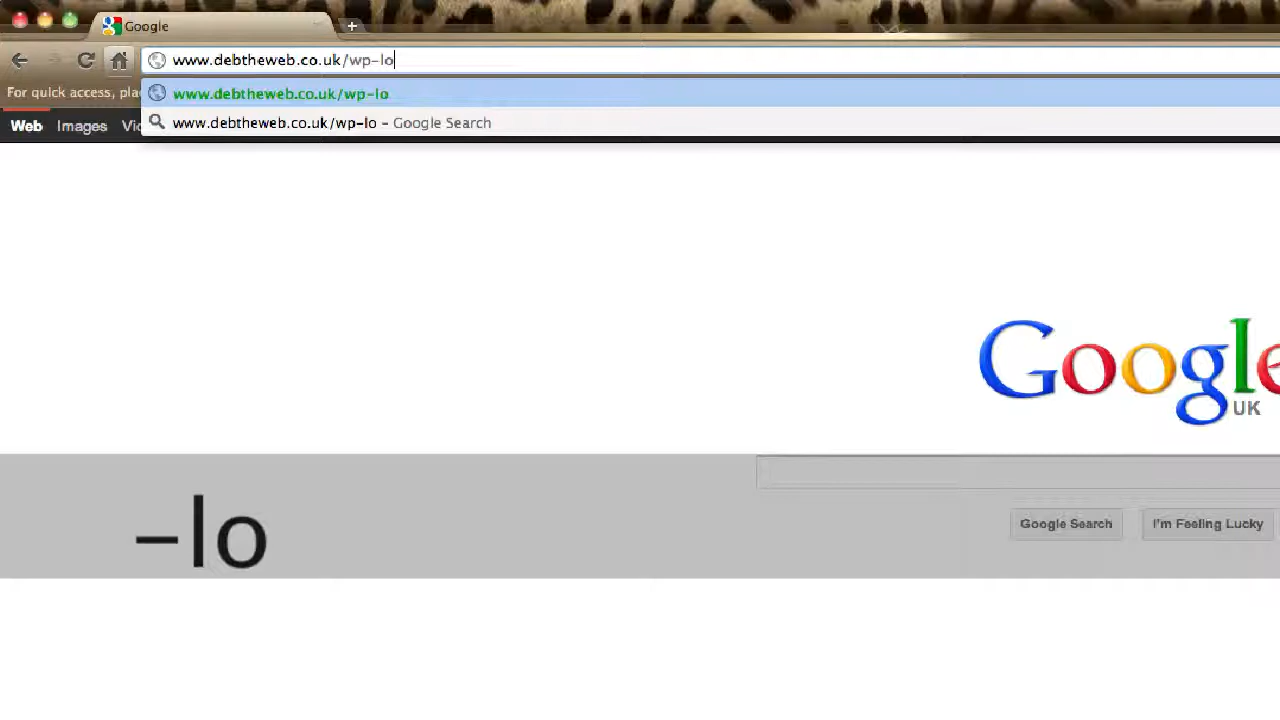 Google
www.debtheweb.co.uk/wp-lo
For quick access, pla
www.debtheweb.co.uk/wp-lo
Web Images Vi
www.debtheweb.co.uk/wp-lo - Google Search
Google
UK
Google Search I'm Feeling Lucky
-lo